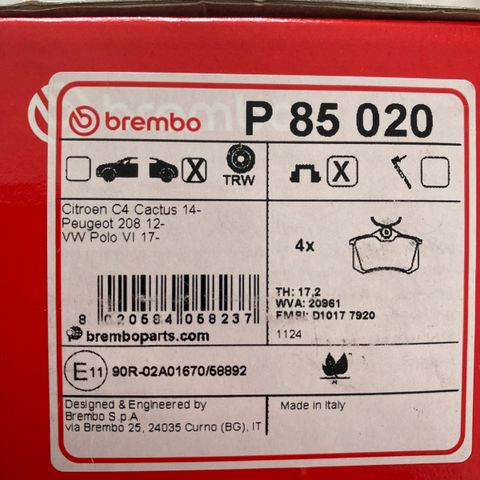 brembo P 85 020
X TRW X
Citroen C4 Cactus 14-
Peugeot 208 12-
VW Polo VI 17-
4x
8 020584 058237
TH: 17,2
WVA: 20961
FMSI: D1017 7920
bremboparts.com
1124
E11 90R-02A01670/58892
Designed & Engineered by
Brembo S.p.A.
via Brembo 25, 24035 Curno (BG), IT
Made in Italy